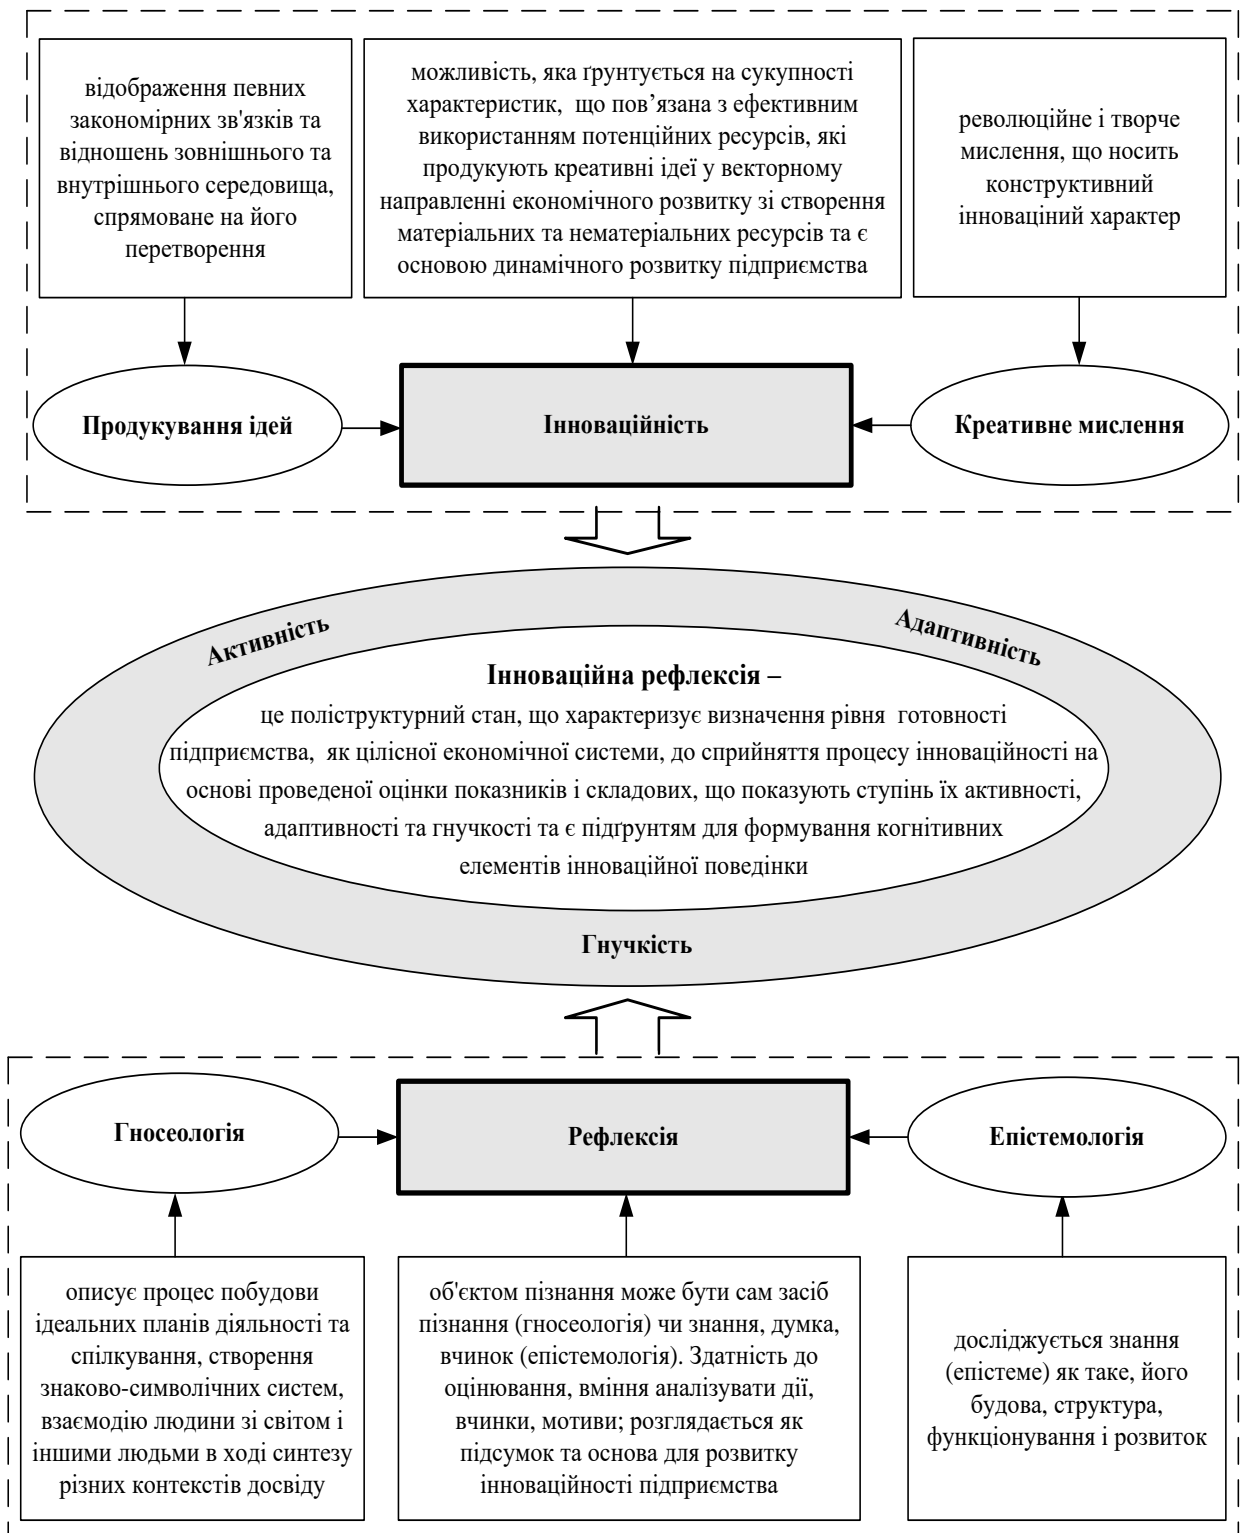 відображення певних
закономірних зв'язків та
відношень зовнішнього та
внутрішнього середовища,
спрямоване на його
перетворення
можливість, яка ґрунтується на сукупності
характеристик, що пов’язана з ефективним
використанням потенційних ресурсів, які
продукують креативні ідеї у векторному
направленні економічного розвитку зі створення
матеріальних та нематеріальних ресурсів та є
основою динамічного розвитку підприємства
революційне і творче
мислення, що носить
конструктивний
інноваціний характер
Продукування ідей
Інноваційність
Креативне мислення
Активність
Адаптивність
Інноваційна рефлексія –
це поліструктурний стан, що характеризує визначення рівня готовності
підприємства, як цілісної економічної системи, до сприйняття процесу інноваційності на
основі проведеної оцінки показників і складових, що показують ступінь їх активності,
адаптивності та гнучкості та є підґрунтям для формування когнітивних
елементів інноваційної поведінки
Гнучкість
Гносеологія
Рефлексія
Епістемологія
описує процес побудови
ідеальних планів діяльності та
спілкування, створення
знаково-символічних систем,
взаємодію людини зі світом і
іншими людьми в ході синтезу
різних контекстів досвіду
об'єктом пізнання може бути сам засіб
пізнання (гносеологія) чи знання, думка,
вчинок (епістемологія). Здатність до
оцінювання, вміння аналізувати дії,
вчинки, мотиви; розглядається як
підсумок та основа для розвитку
інноваційності підприємства
досліджується знання
(епістеме) як таке, його
будова, структура,
функціонування і розвиток